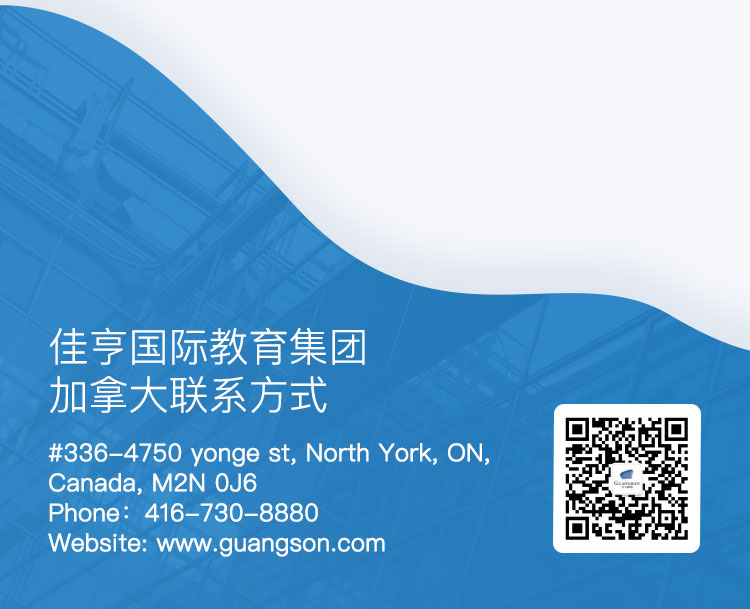 佳亨国际教育集团
加拿大联系方式
#336-4750 yonge st, North York, ON,
Canada, M2N 0J6
Phone：416-730-8880
Website: www.guangson.com
GUANGSON